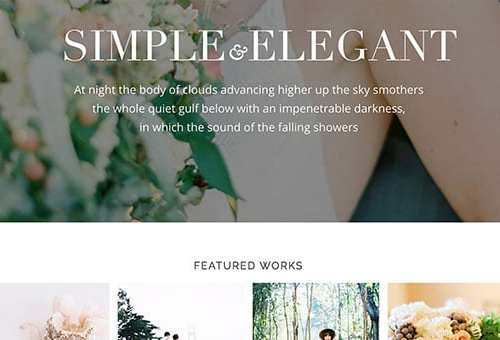 SIMPLE & ELEGANT
At night the body of clouds advancing higher up the sky smothers
the whole quiet gulf below with an impenetrable darkness,
in which the sound of the falling showers
FEATURED WORKS